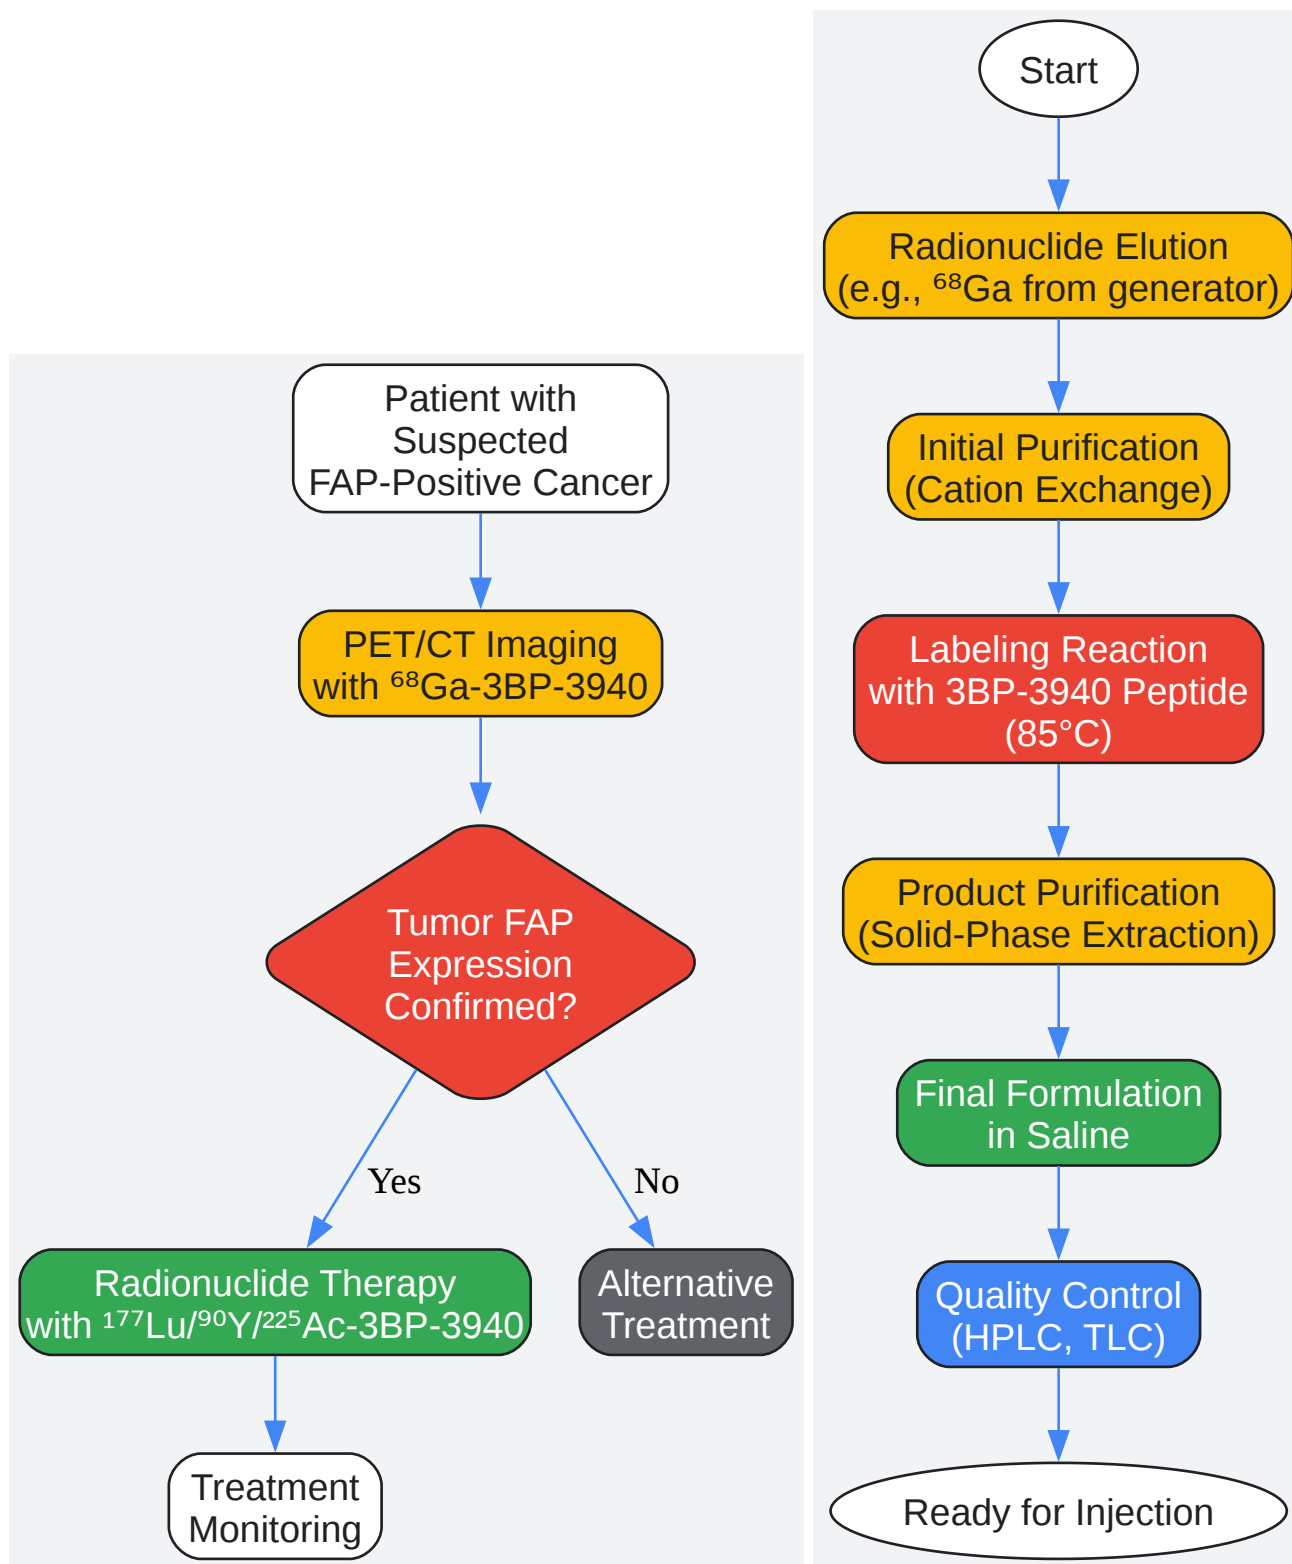 Patient with
Suspected
FAP-Positive Cancer
PET/CT Imaging
with ⁶⁸Ga-3BP-3940
Tumor FAP
Expression
Confirmed?
Yes
No
Radionuclide Therapy
with ¹⁷⁷Lu/⁹⁰Y/²²⁵Ac-3BP-3940
Alternative
Treatment
Treatment
Monitoring
Start
Radionuclide Elution
(e.g., ⁶⁸Ga from generator)
Initial Purification
(Cation Exchange)
Labeling Reaction
with 3BP-3940 Peptide
(85°C)
Product Purification
(Solid-Phase Extraction)
Final Formulation
in Saline
Quality Control
(HPLC, TLC)
Ready for Injection